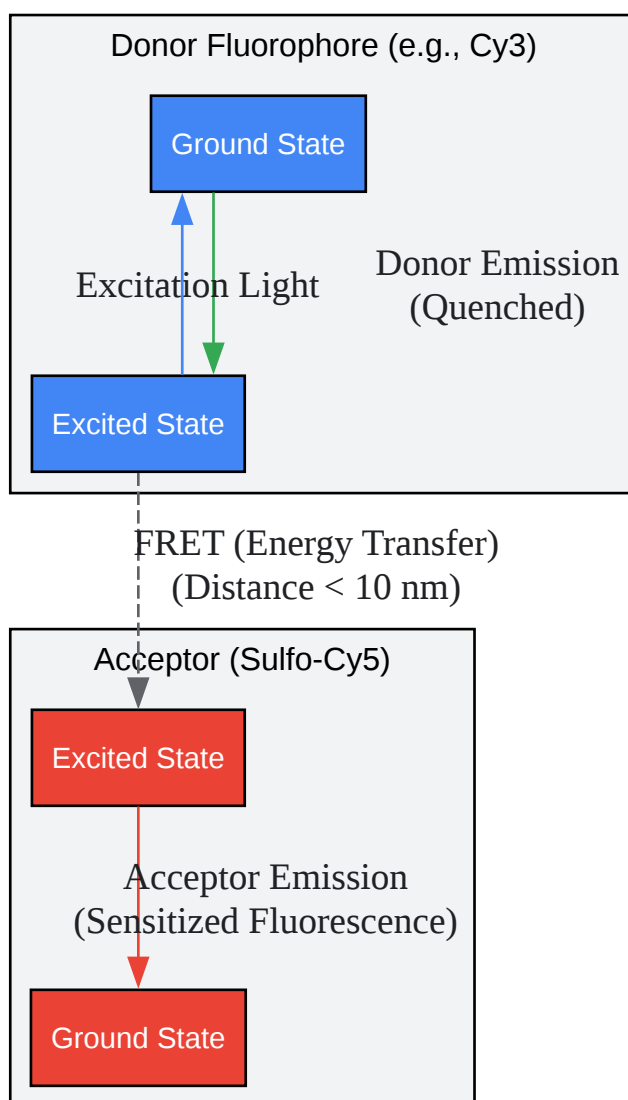 Donor Fluorophore (e.g., Cy3)
Ground State
Excitation Light
Donor Emission
(Quenched)
Excited State
FRET (Energy Transfer)
(Distance < 10 nm)
Acceptor (Sulfo-Cy5)
Excited State
Acceptor Emission
(Sensitized Fluorescence)
Ground State